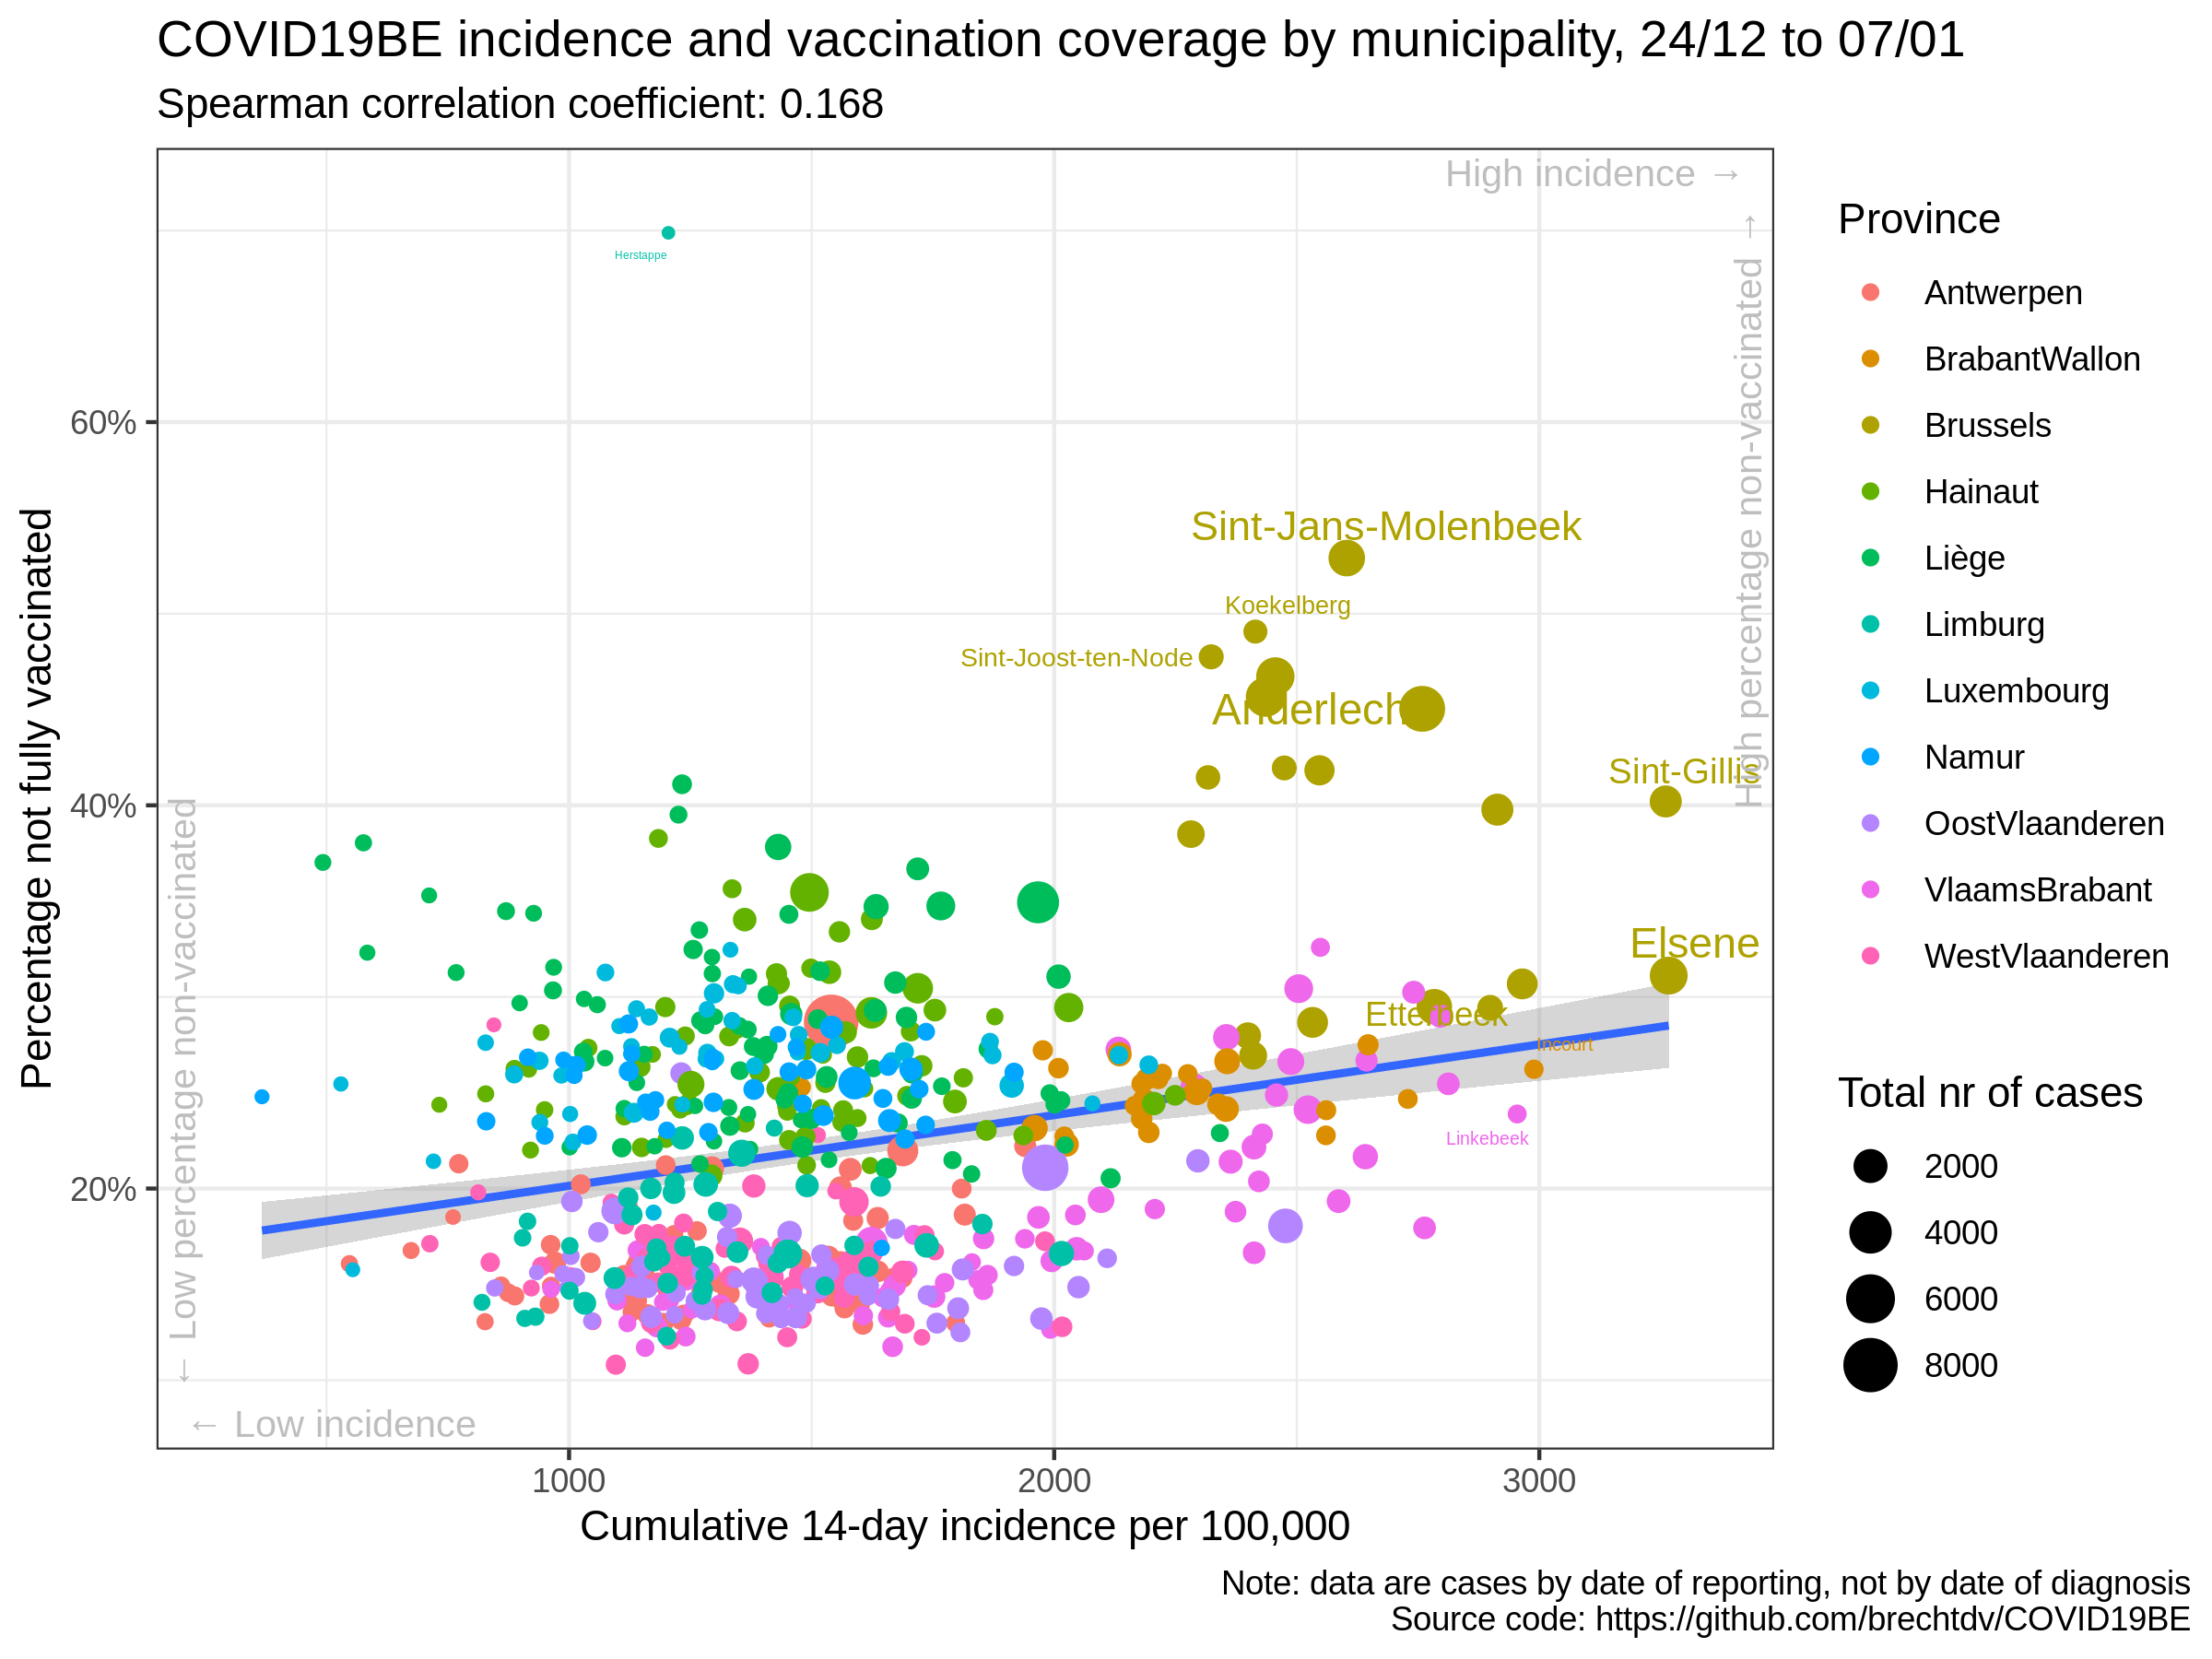 COVID19BE incidence and vaccination coverage by municipality, 24/12 to 07/01
Spearman correlation coefficient: 0.168
High incidence →
High percentage non-vaccinated →
Herstappe
60%
Sint-Jans-Molenbeek
Koekelberg
Sint-Joost-ten-Node
Anderlecht
Sint-Gillis
40%
Elsene
Etterbeek
Incourt
Linkebeek
20%
← Low percentage non-vaccinated
← Low incidence
Percentage not fully vaccinated
1000
2000
3000
Cumulative 14-day incidence per 100,000
Province
Antwerpen
BrabantWallon
Brussels
Hainaut
Liège
Limburg
Luxembourg
Namur
OostVlaanderen
VlaamsBrabant
WestVlaanderen
Total nr of cases
2000
4000
6000
8000
Note: data are cases by date of reporting, not by date of diagnosis
Source code: https://github.com/brechtdv/COVID19BE